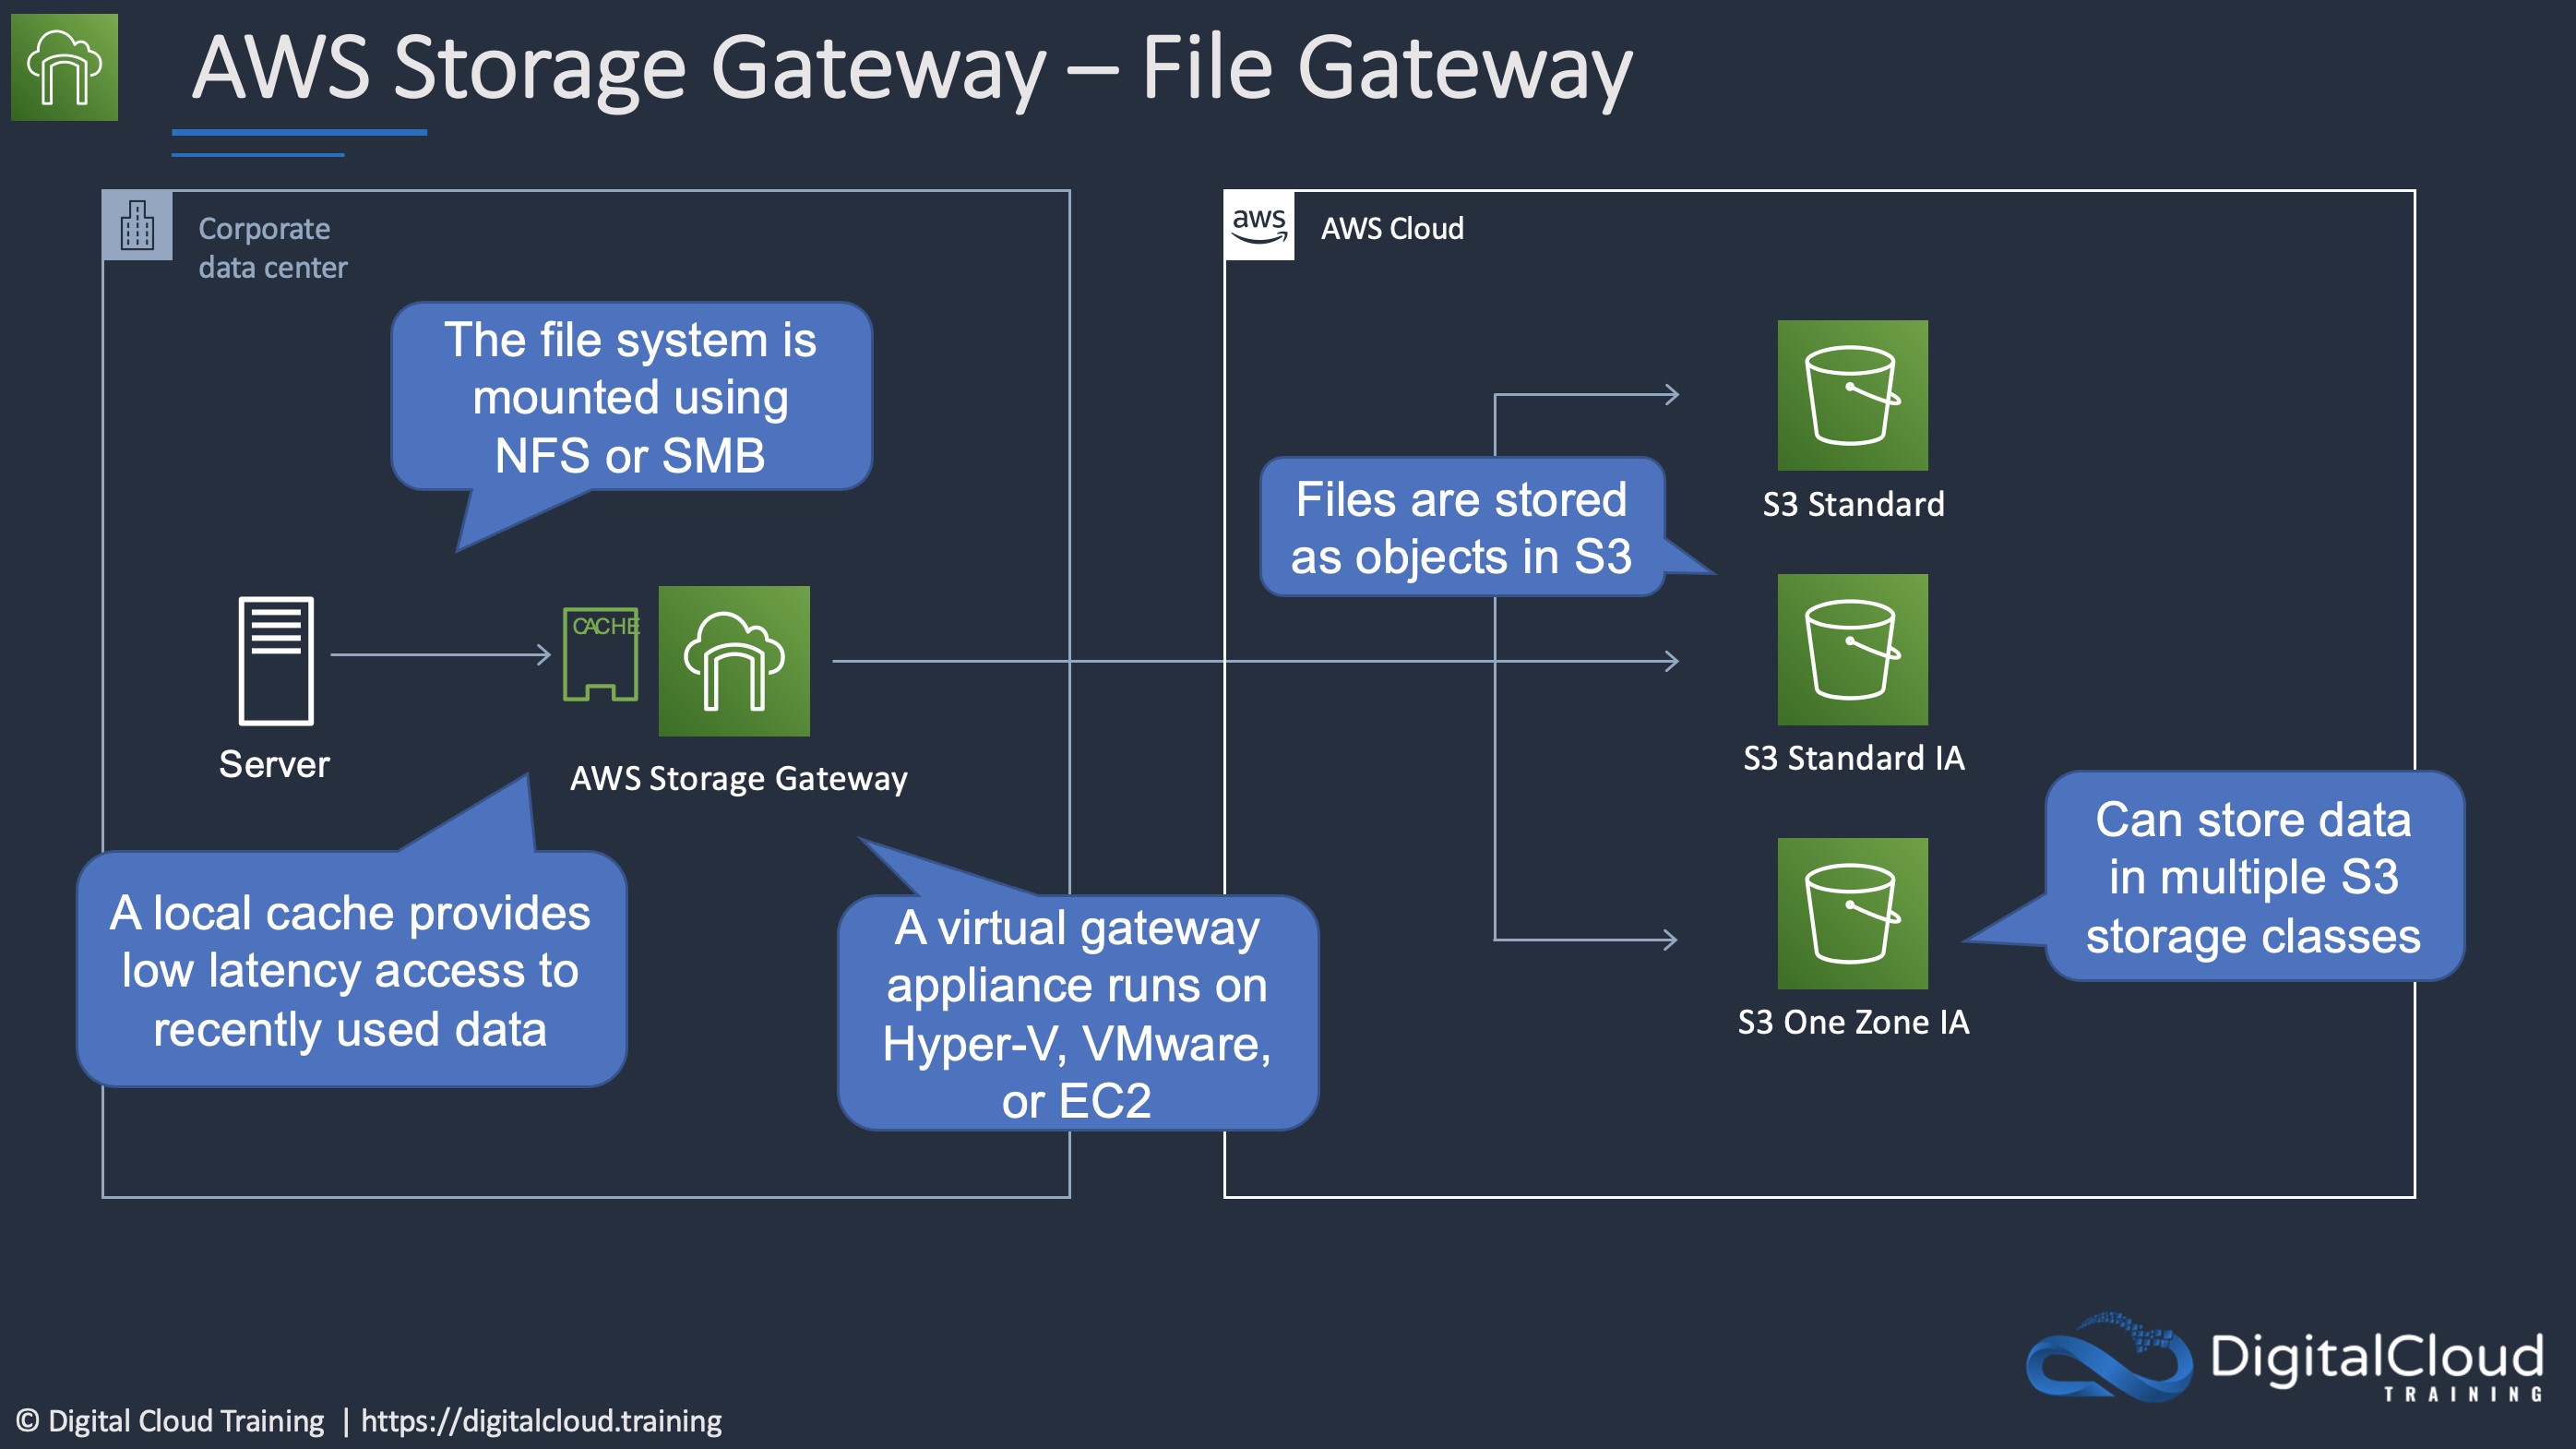 AWS Storage Gateway – File Gateway
Corporate
data center
aws
AWS Cloud
The file system is
mounted using
NFS or SMB
Files are stored
as objects in S3
S3 Standard
CACHE
Server
AWS Storage Gateway
S3 Standard IA
A local cache provides
low latency access to
recently used data
A virtual gateway
appliance runs on
Hyper-V, VMware,
or EC2
Can store data
in multiple S3
storage classes
S3 One Zone IA
DigitalCloud
TRAINING
© Digital Cloud Training | https://digitalcloud.training